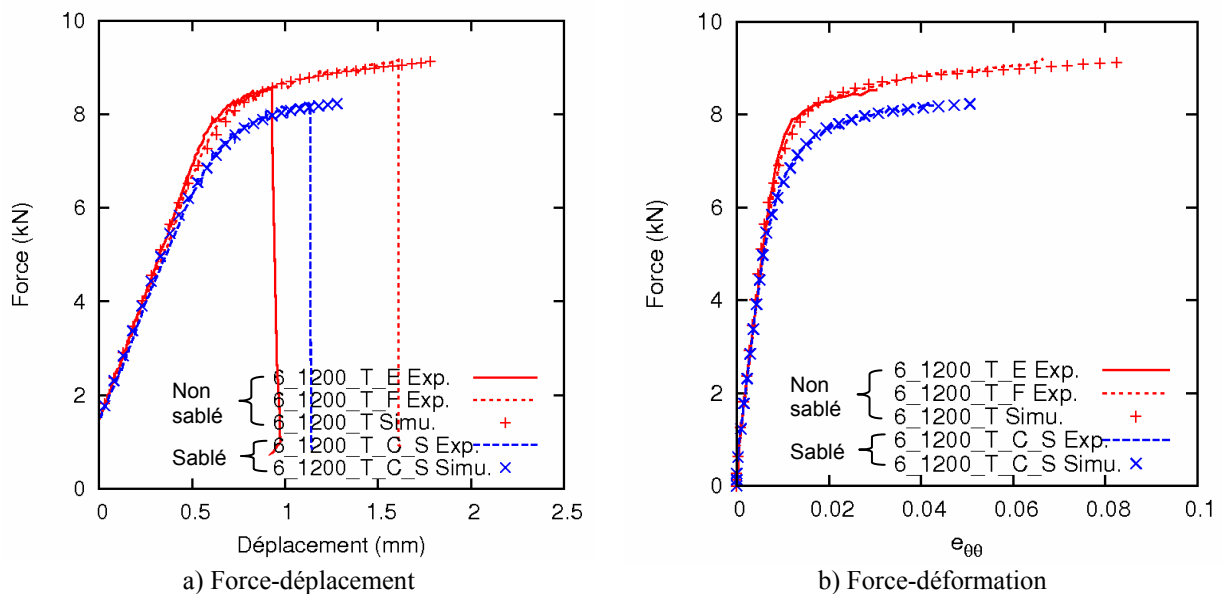 10
8
6
4
2
0
Force (kN)
0 0.5 1 1.5 2 2.5
Déplacement (mm)
Non sablé
6_1200_T_E Exp.
6_1200_T_F Exp.
6_1200_T Simu.
Sablé
6_1200_T_C_S Exp.
6_1200_T_C_S Simu.
a) Force-déplacement
10
8
6
4
2
0
Force (kN)
0 0.02 0.04 0.06 0.08 0.1
eθθ
Non sablé
6_1200_T_E Exp.
6_1200_T_F Exp.
6_1200_T Simu.
Sablé
6_1200_T_C_S Exp.
6_1200_T_C_S Simu.
b) Force-déformation